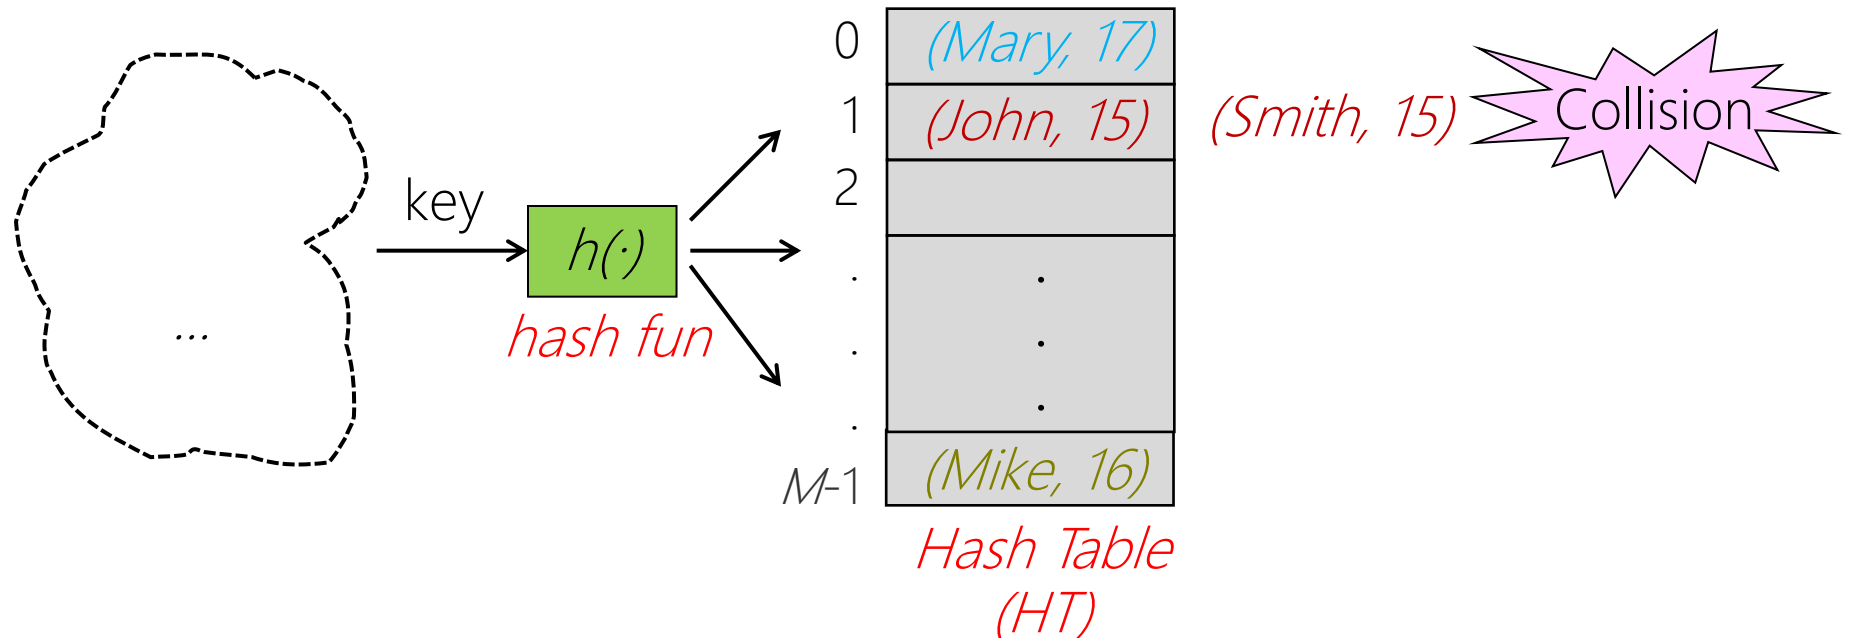 0 (Mary, 17)
1 (John, 15) (Smith, 15) Collision
2
key
h(·)
hash fun
...
.
.
.
.
.
.
M-1 (Mike, 16)
Hash Table
(HT)